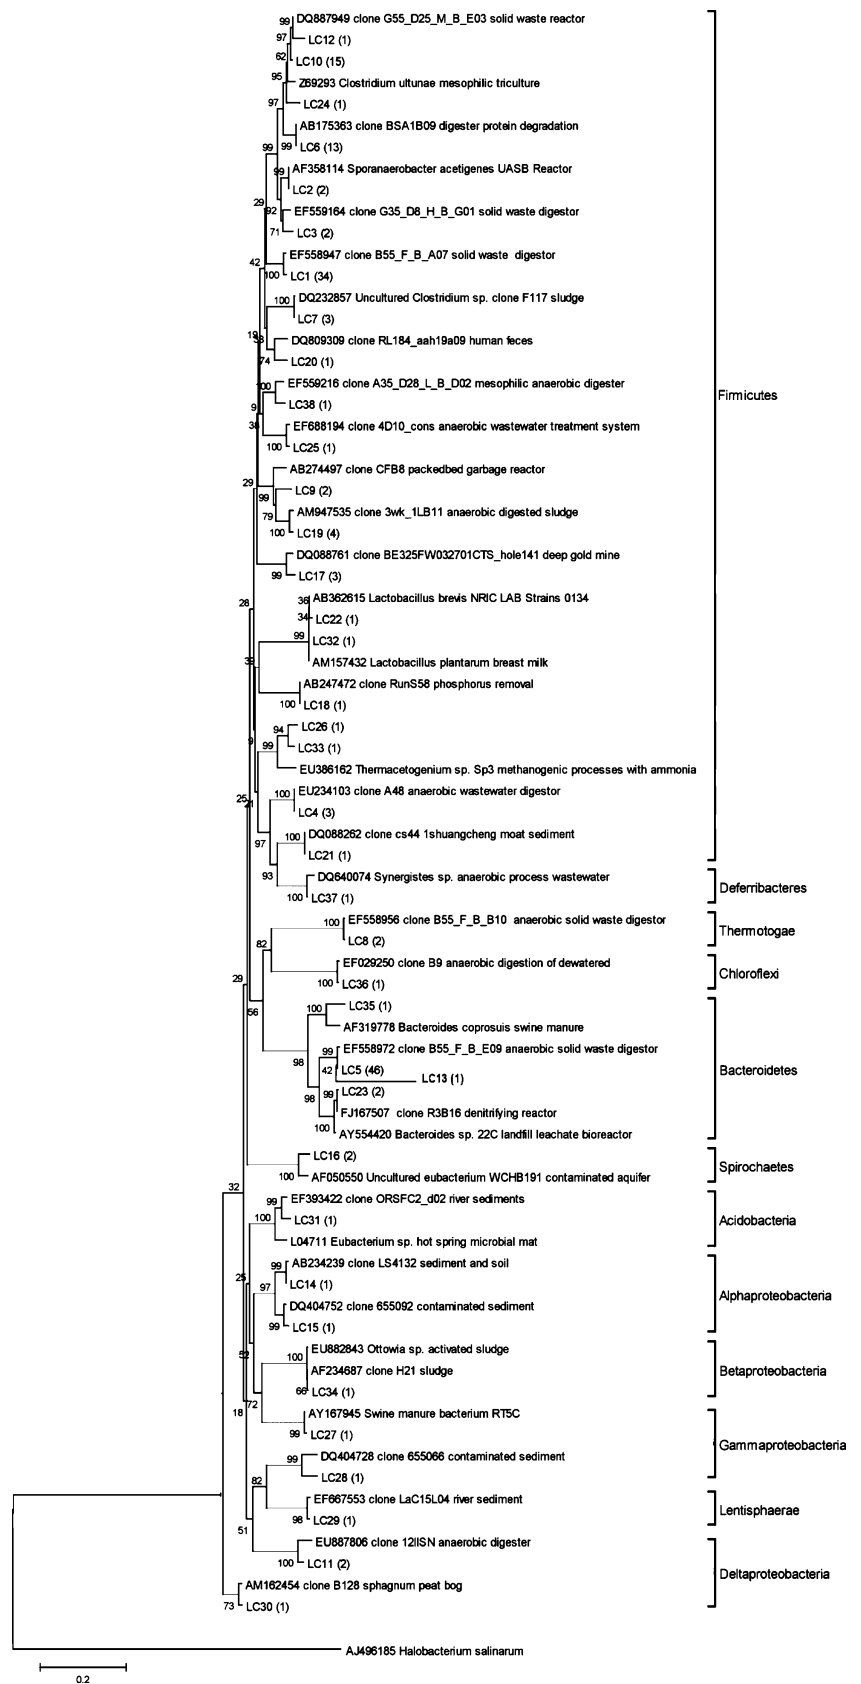 99
DQ887949 clone G55_D25_M_B_E03 solid waste reactor
97
LC12 (1)
62
LC10 (15)
95
Z69293 Clostridium ultunae mesophilic triculture
97
LC24 (1)
AB175363 clone BSA1B09 digester protein degradation
99
99
LC6 (13)
99
AF358114 Sporanaerobacter acetigenes UASB Reactor
LC2 (2)
29
92
EF559164 clone G35_D8_H_B_G01 solid waste digestor
71
LC3 (2)
42
EF558947 clone B55_F_B_A07 solid waste digestor
100
LC1 (34)
100
DQ232857 Uncultured Clostridium sp. clone F117 sludge
LC7 (3)
19
DQ809309 clone RL184_aah19a09 human feces
74
LC20 (1)
100
EF559216 clone A35_D28_L_B_D02 mesophilic anaerobic digester
Firmicutes
9
LC38 (1)
EF688194 clone 4D10_cons anaerobic wastewater treatment system
100
LC25 (1)
AB274497 clone CFB8 packedbed garbage reactor
29
99
LC9 (2)
79
AM947535 clone 3wk_1LB11 anaerobic digested sludge
100
LC19 (4)
DQ088761 clone BE325FW032701CTS_hole141 deep gold mine
99
LC17 (3)
28
36
AB362615 Lactobacillus brevis NRIC LAB Strains 0134
34
LC22 (1)
99
LC32 (1)
AM157432 Lactobacillus plantarum breast milk
AB247472 clone RunS58 phosphorus removal
100
LC18 (1)
94
LC26 (1)
9
99
LC33 (1)
EU386162 Thermacetogenium sp. Sp3 methanogenic processes with ammonia
25
100
EU234103 clone A48 anaerobic wastewater digestor
LC4 (3)
97
100
DQ088262 clone cs44 1shuangcheng moat sediment
LC21 (1)
93
DQ640074 Synergistes sp. anaerobic process wastewater
Deferribacteres
100
LC37 (1)
100
EF558956 clone B55_F_B_B10 anaerobic solid waste digestor
Thermotogae
82
LC8 (2)
EF029250 clone B9 anaerobic digestion of dewatered
Chloroflexi
29
100
LC36 (1)
56
100
LC35 (1)
AF319778 Bacteroides coprosuis swine manure
98
99
EF558972 clone B55_F_B_E09 anaerobic solid waste digestor
42
LC5 (46)
Bacteroidetes
LC13 (1)
98
99
LC23 (2)
FJ167507 clone R3B16 denitrifying reactor
100
AY554420 Bacteroides sp. 22C landfill leachate bioreactor
LC16 (2)
Spirochaetes
100
AF050550 Uncultured eubacterium WCHB191 contaminated aquifer
32
99
EF393422 clone ORSFC2_d02 river sediments
100
LC31 (1)
Acidobacteria
L04711 Eubacterium sp. hot spring microbial mat
99
AB234239 clone LS4132 sediment and soil
25
97
LC14 (1)
Alphaproteobacteria
DQ404752 clone 655092 contaminated sediment
99
LC15 (1)
52
100
EU882843 Ottowia sp. activated sludge
AF234687 clone H21 sludge
Betaproteobacteria
66
LC34 (1)
72
18
AY167945 Swine manure bacterium RT5C
99
LC27 (1)
Gammaproteobacteria
99
DQ404728 clone 655066 contaminated sediment
82
LC28 (1)
EF667553 clone LaC15L04 river sediment
Lentisphaerae
98
LC29 (1)
51
EU887806 clone 12IISN anaerobic digester
100
LC11 (2)
Deltaproteobacteria
AM162454 clone B128 sphagnum peat bog
73
LC30 (1)
AJ496185 Halobacterium salinarum
0.2